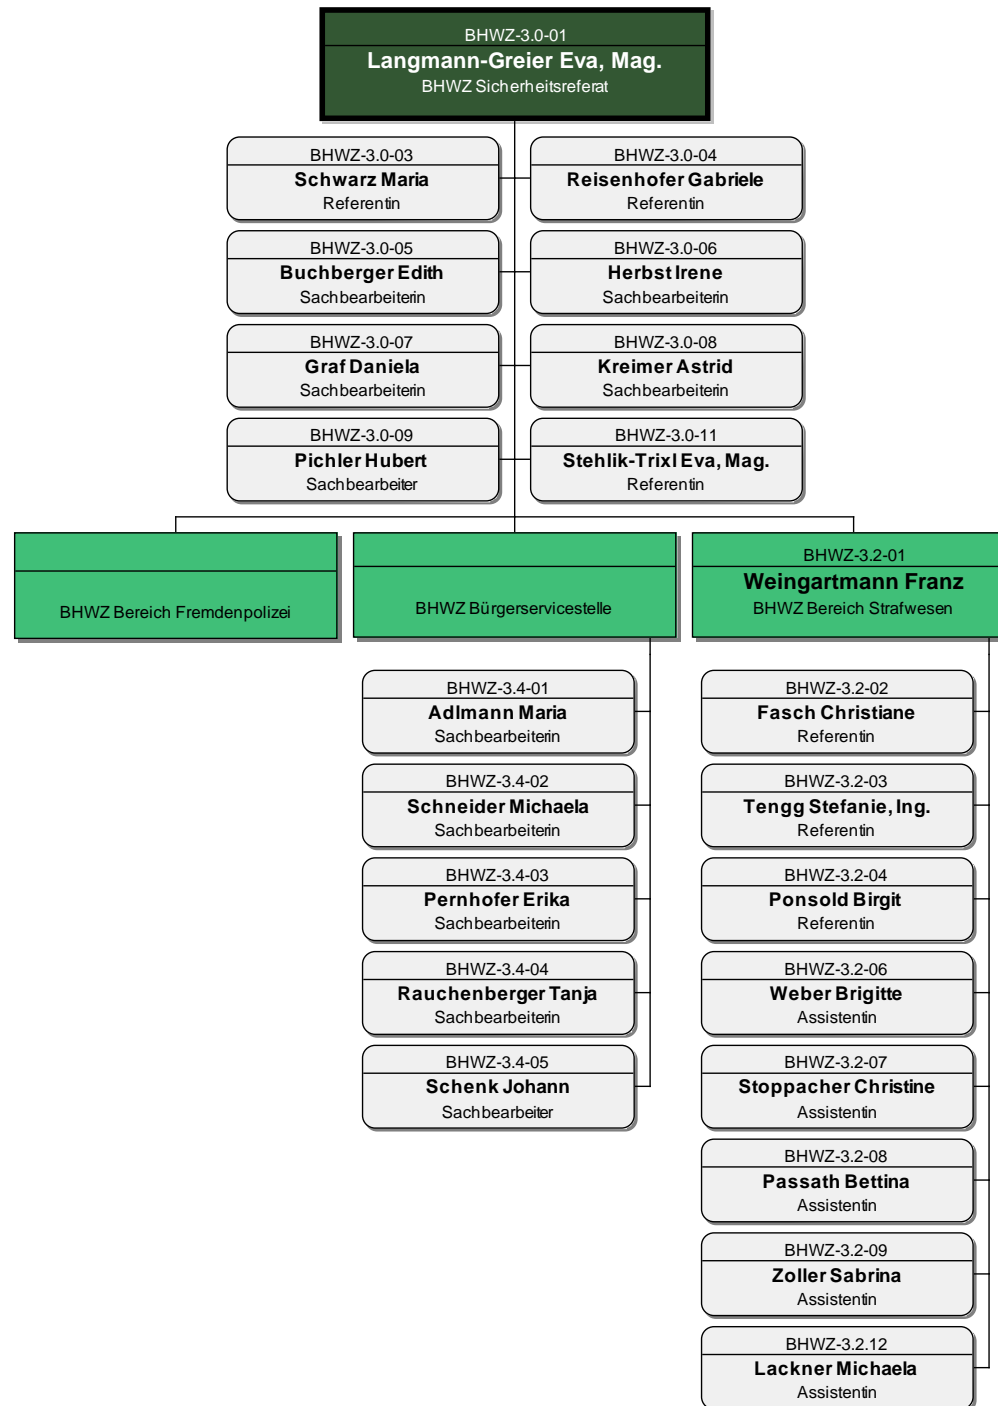 BHWZ-3.0-01
Langmann-Greier Eva, Mag.
BHWZ Sicherheitsreferat
BHWZ-3.0-03
Schwarz Maria
Referentin
BHWZ-3.0-04
Reisenhofer Gabriele
Referentin
BHWZ-3.0-05
Buchberger Edith
Sachbearbeiterin
BHWZ-3.0-06
Herbst Irene
Sachbearbeiterin
BHWZ-3.0-07
Graf Daniela
Sachbearbeiterin
BHWZ-3.0-08
Kreimer Astrid
Sachbearbeiterin
BHWZ-3.0-09
Pichler Hubert
Sachbearbeiter
BHWZ-3.0-11
Stehlik-Trixl Eva, Mag.
Referentin
BHWZ Bereich Fremdenpolizei
BHWZ Bürgerservicestelle
BHWZ-3.2-01
Weingartmann Franz
BHWZ Bereich Strafwesen
BHWZ-3.4-01
Adlmann Maria
Sachbearbeiterin
BHWZ-3.4-02
Schneider Michaela
Sachbearbeiterin
BHWZ-3.4-03
Pernhofer Erika
Sachbearbeiterin
BHWZ-3.4-04
Rauchenberger Tanja
Sachbearbeiterin
BHWZ-3.4-05
Schenk Johann
Sachbearbeiter
BHWZ-3.2-02
Fasch Christiane
Referentin
BHWZ-3.2-03
Tengg Stefanie, Ing.
Referentin
BHWZ-3.2-04
Ponsold Birgit
Referentin
BHWZ-3.2-06
Weber Brigitte
Assistentin
BHWZ-3.2-07
Stoppacher Christine
Assistentin
BHWZ-3.2-08
Passath Bettina
Assistentin
BHWZ-3.2-09
Zoller Sabrina
Assistentin
BHWZ-3.2.12
Lackner Michaela
Assistentin